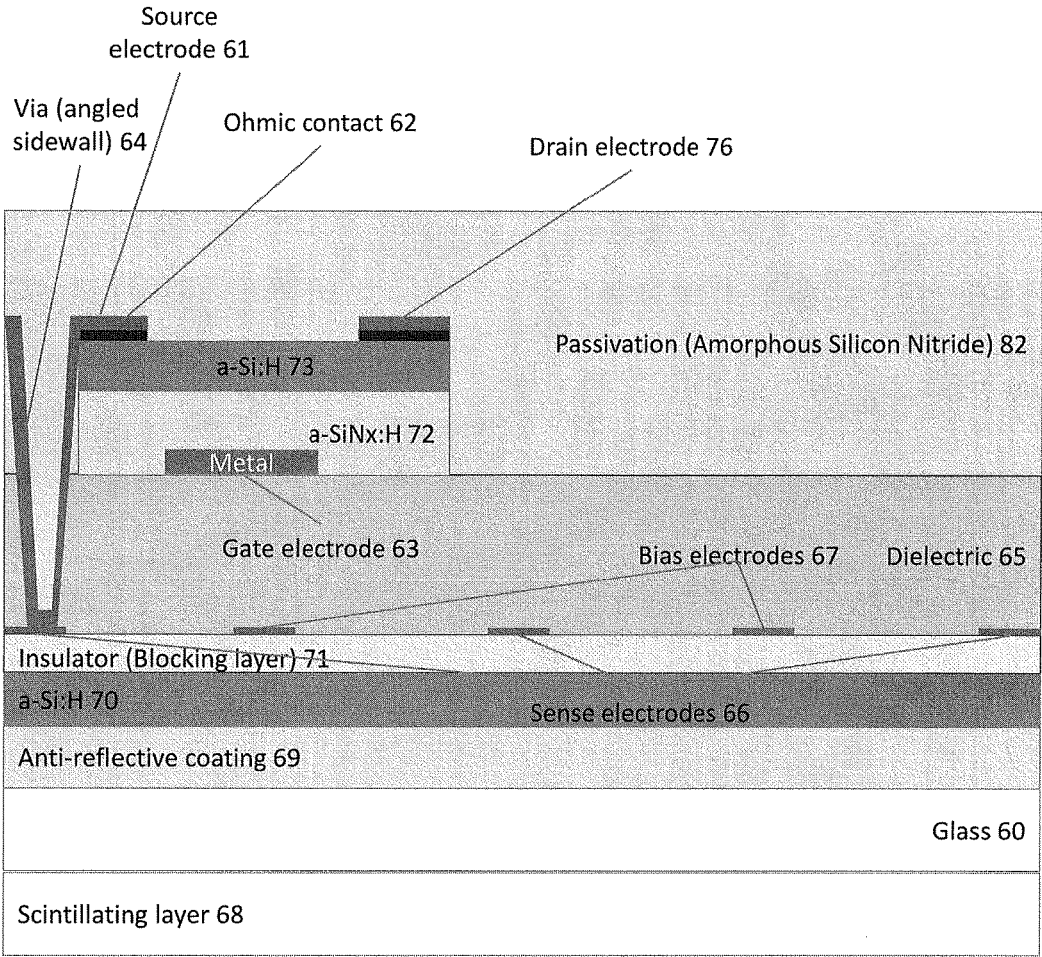 Source
electrode 61
Via (angled
sidewall) 64
Ohmic contact 62
Drain electrode 76
Passivation (Amorphous Silicon Nitride) 82
a-Si:H 73
a-SiNx:H 72
Metal
Gate electrode 63
Bias electrodes 67
Dielectric 65
Insulator (Blocking layer) 71
a-Si:H 70
Sense electrodes 66
Anti-reflective coating 69
Glass 60
Scintillating layer 68